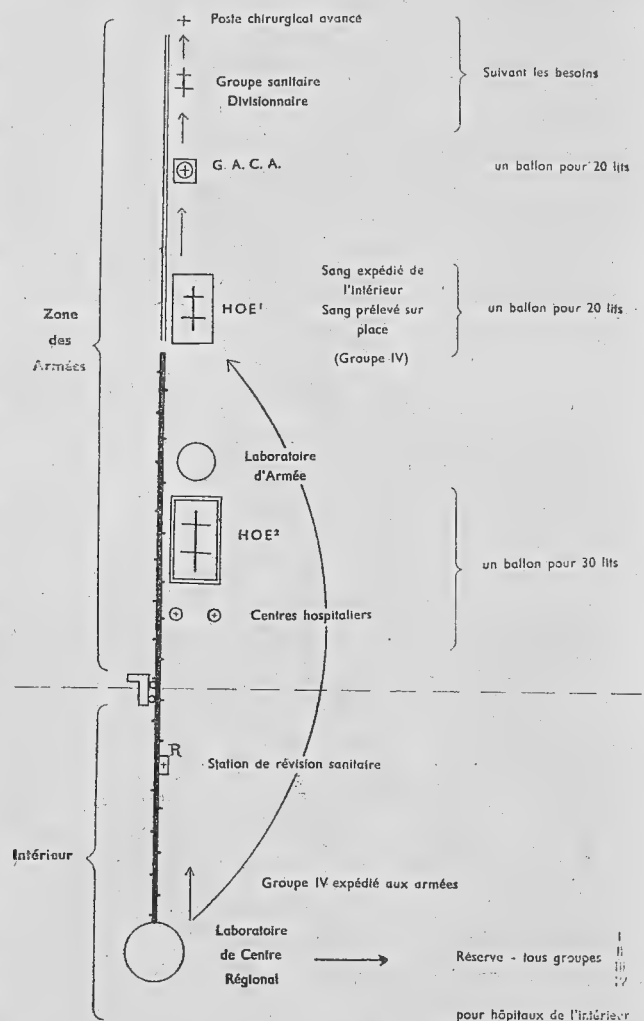 Poste chirurgical avancé
Groupe sanitaire
Divisionnaire
Suivant les besoins
G. A. C. A.
un ballon pour 20 lits
HOE¹
Sang expédié de
l'Intérieur
Sang prélevé sur
place
(Groupe IV)
un ballon pour 20 lits
Zone
des
Armées
Laboratoire
d'Armée
HOE²
un ballon pour 30 lits
Centres hospitaliers
R
Station de révision sanitaire
Intérieur
Groupe IV expédié aux armées
Laboratoire
de Centre
Régional
Réserve - tous groupes
I
II
III
IV
pour hôpitaux de l'intérieur